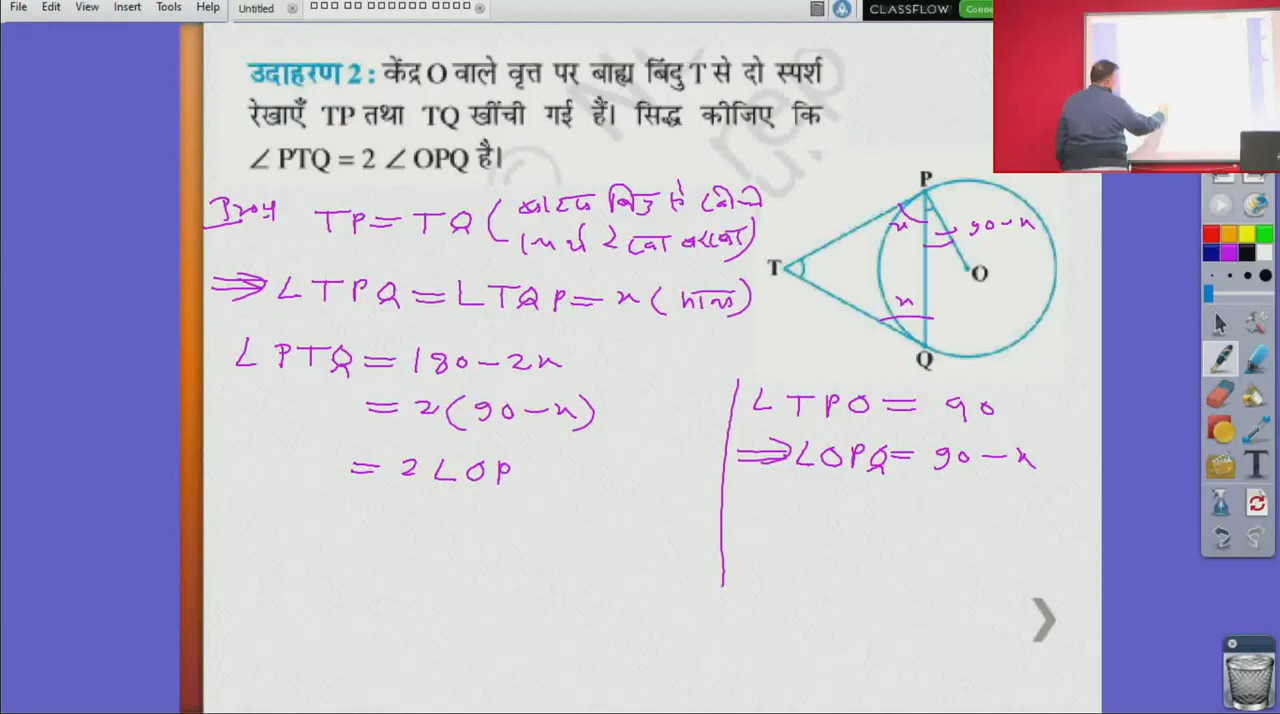 File Edit View Insert Tools Help
Untitled
CLASSFLOW
उदाहरण 2 : केंद्र O वाले वृत्त पर बाह्य बिंदु T से दो स्पर्श
रेखाएँ TP तथा TQ खींची गई हैं। सिद्ध कीजिए कि
∠ PTQ = 2 ∠ OPQ है।
TP = TQ (
⇒ ∠TPQ = ∠TQP = x (माना)
∠PTQ = 180 - 2x
= 2(90 - x)
= 2∠OP
P
x
90 - x
T
O
x
Q
∠TPO = 90
⇒ ∠OPQ = 90 - x